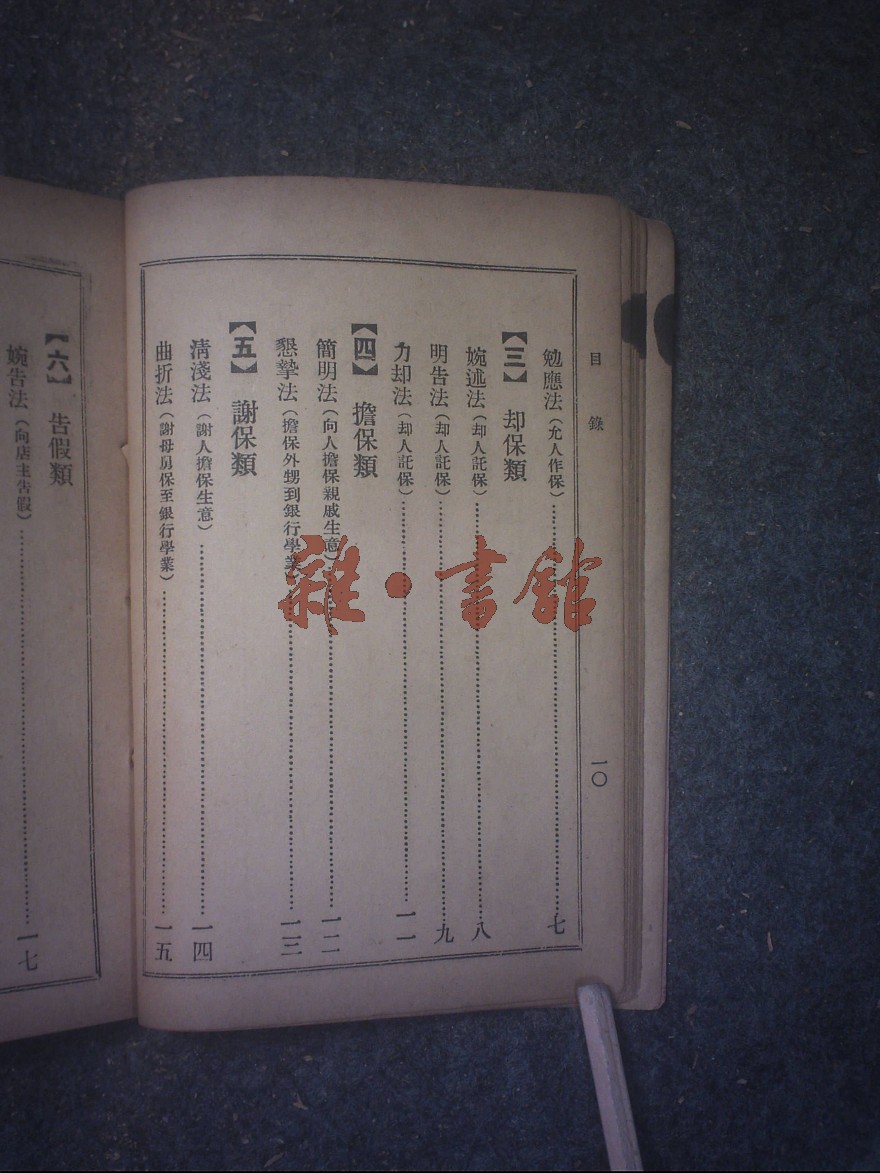 目錄
一〇
勉應法（允人作保）……七
【三】 却保類
婉述法（却人託保）……八
明告法（却人託保）……九
力却法（却人託保）……一一
【四】 擔保類
簡明法（向人擔保親戚生意）……一二
懇摯法（擔保外甥到銀行學業）……一三
【五】 謝保類
清淺法（謝人擔保生意）……一四
曲折法（謝母舅保至銀行學業）……一五
【六】 告假類
婉告法（向店主告假）……一七
雜·書館